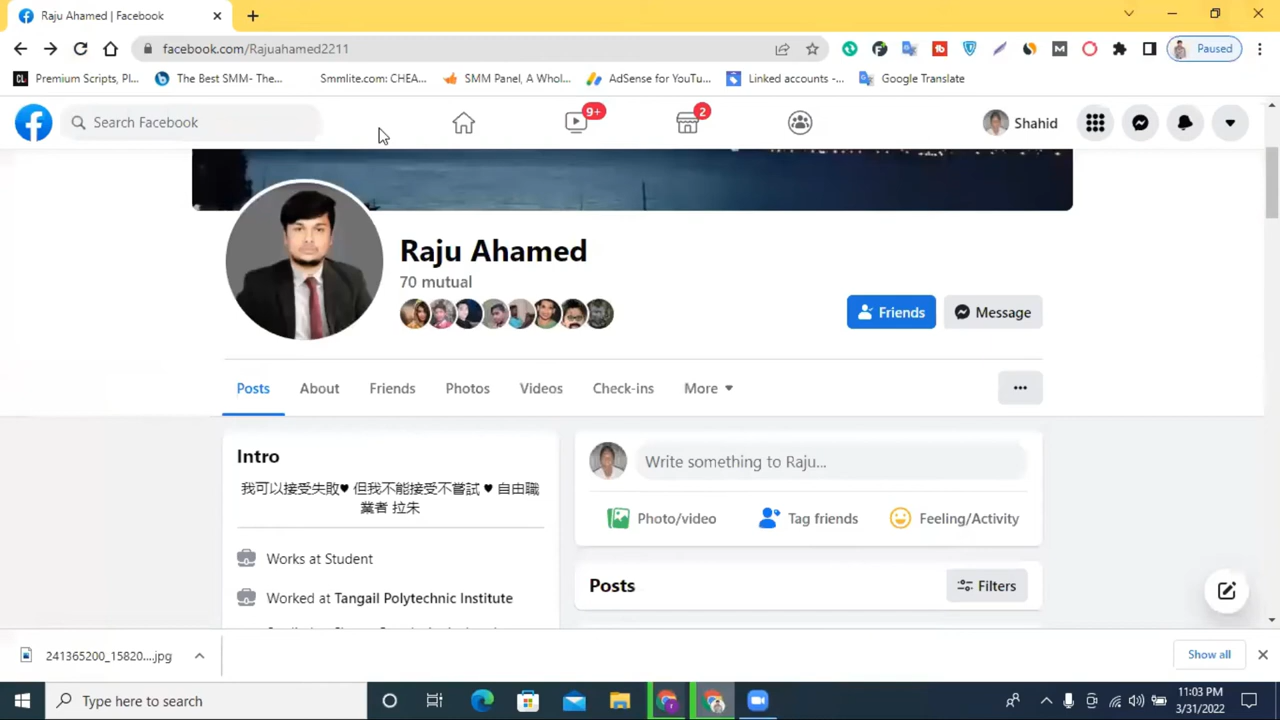 Raju Ahamed | Facebook
facebook.com/Rajuahamed2211
Paused
CL Premium Scripts, Pl...
The Best SMM- The...
Smmlite.com: CHEA...
SMM Panel, A Whol...
AdSense for YouTu...
Linked accounts -...
Google Translate
Search Facebook
9+
2
Shahid
Raju Ahamed
70 mutual
Friends
Message
Posts
About
Friends
Photos
Videos
Check-ins
More
Intro
我可以接受失敗♥ 但我不能接受不嘗試 ♥ 自由職
業者 拉朱
Works at Student
Worked at Tangail Polytechnic Institute
Write something to Raju...
Photo/video
Tag friends
Feeling/Activity
Posts
Filters
241365200_15820....jpg
Show all
Type here to search
11:03 PM
3/31/2022